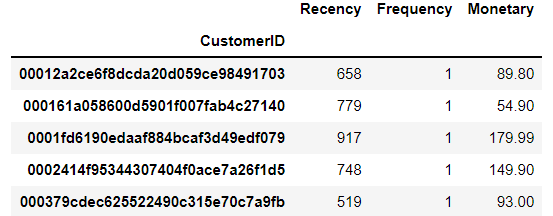 Recency Frequency Monetary
CustomerID
00012a2ce6f8dcda20d059ce98491703 658 1 89.80
000161a058600d5901f007fab4c27140 779 1 54.90
0001fd6190edaaf884bcaf3d49edf079 917 1 179.99
0002414f95344307404f0ace7a26f1d5 748 1 149.90
000379cdec625522490c315e70c7a9fb 519 1 93.00